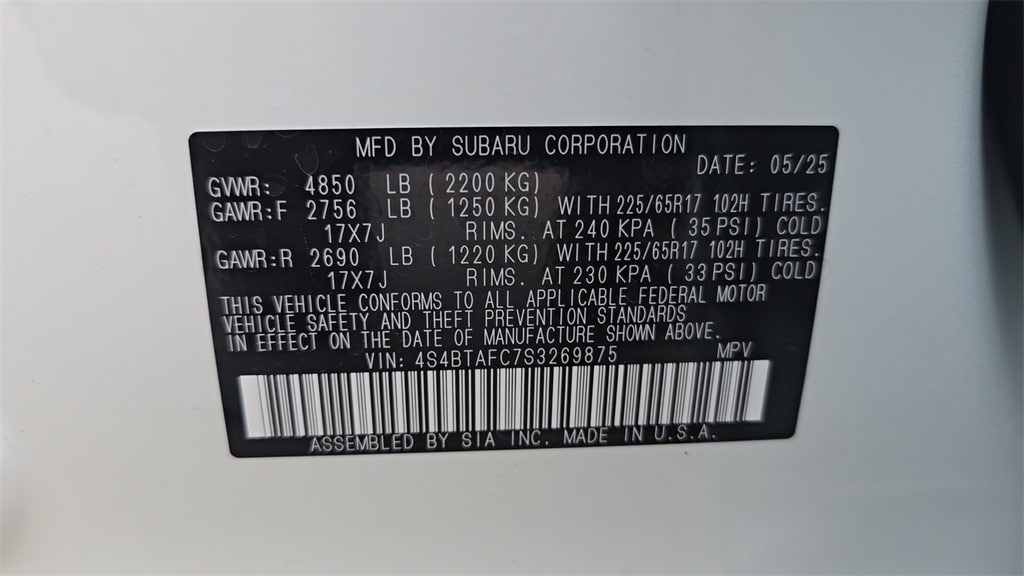 MFD BY SUBARU CORPORATION
DATE: 05/25
GVWR: 4850 LB ( 2200 KG)
GAWR:F 2756 LB ( 1250 KG) WITH 225/65R17 102H TIRES.
17X7J RIMS. AT 240 KPA ( 35 PSI) COLD
GAWR:R 2690 LB ( 1220 KG) WITH 225/65R17 102H TIRES.
17X7J RIMS. AT 230 KPA ( 33 PSI) COLD
THIS VEHICLE CONFORMS TO ALL APPLICABLE FEDERAL MOTOR
VEHICLE SAFETY AND THEFT PREVENTION STANDARDS
IN EFFECT ON THE DATE OF MANUFACTURE SHOWN ABOVE.
VIN: 4S4BTAFC7S3269875 MPV
ASSEMBLED BY SIA INC. MADE IN U.S.A.